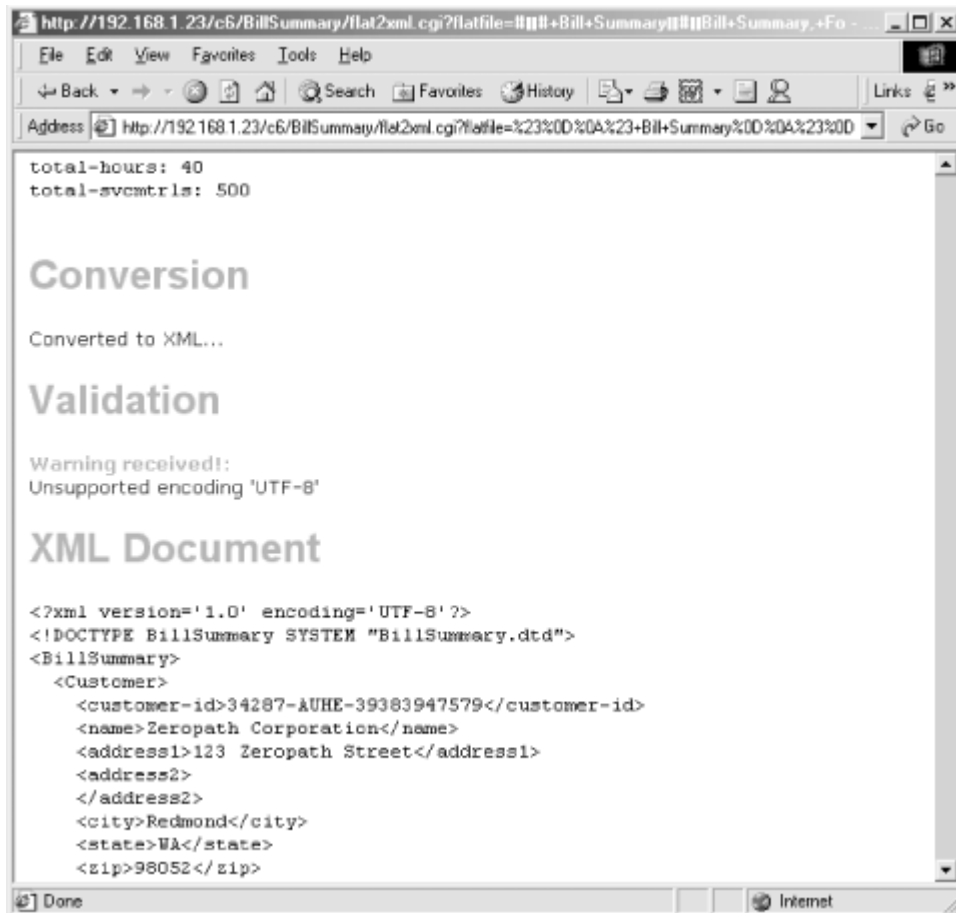 http://192.168.1.23/c6/BillSummary/flat2xml.cgi?flatfile=#||#+Bill+Summary||#||Bill+Summary,+Fo - ...
File Edit View Favorites Tools Help
Back Search Favorites History Links »
Address http://192.168.1.23/c6/BillSummary/flat2xml.cgi?flatfile=%23%0D%0A%23+Bill+Summary%0D%0A%23%0D Go
total-hours: 40
total-svcmtrls: 500
Conversion
Converted to XML...
Validation
Warning received!:
Unsupported encoding 'UTF-8'
XML Document
<?xml version='1.0' encoding='UTF-8'?>
<!DOCTYPE BillSummary SYSTEM "BillSummary.dtd">
<BillSummary>
<Customer>
<customer-id>34287-AUHE-39383947579</customer-id>
<name>Zeropath Corporation</name>
<address1>123 Zeropath Street</address1>
<address2>
</address2>
<city>Redmond</city>
<state>WA</state>
<zip>98052</zip>
Done Internet